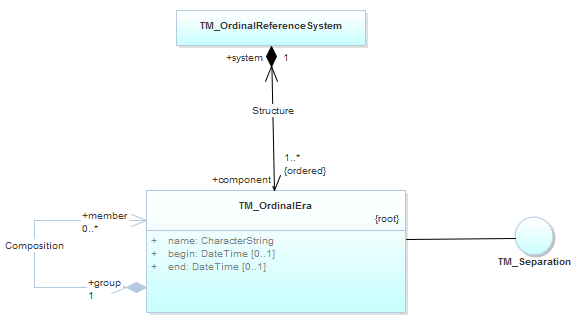 TM_OrdinalReferenceSystem
+system 1
Structure
1..*
{ordered}
+component
TM_OrdinalEra
{root}
+ name: CharacterString
+ begin: DateTime [0..1]
+ end: DateTime [0..1]
+member
0..*
Composition
+group
1
TM_Separation